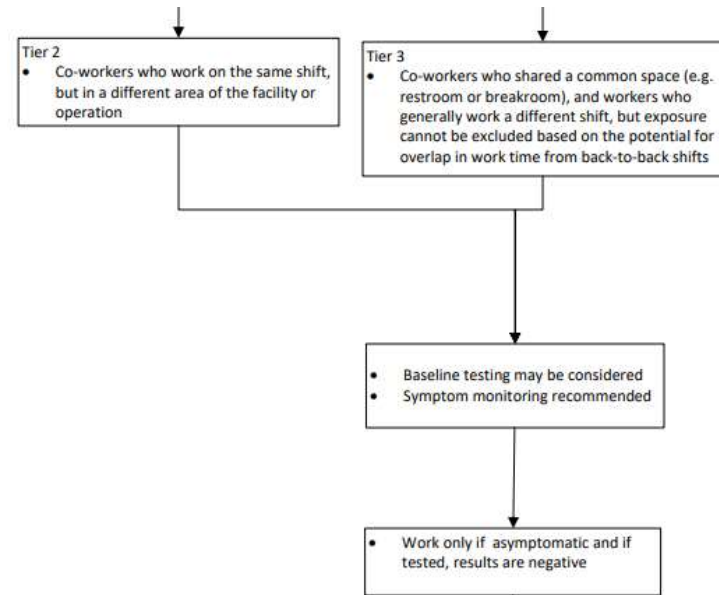 Tier 2
• Co-workers who work on the same shift,
but in a different area of the facility or
operation
Tier 3
• Co-workers who shared a common space (e.g.
restroom or breakroom), and workers who
generally work a different shift, but exposure
cannot be excluded based on the potential for
overlap in work time from back-to-back shifts
• Baseline testing may be considered
• Symptom monitoring recommended
• Work only if asymptomatic and if
tested, results are negative